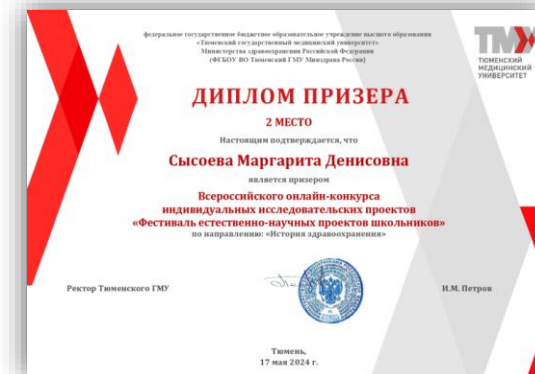 федеральное государственное бюджетное образовательное учреждение высшего образования
«Тюменский государственный медицинский университет»
Министерства здравоохранения Российской Федерации
(ФГБОУ ВО Тюменский ГМУ Минздрава России)
ТМУ
ТЮМЕНСКИЙ
МЕДИЦИНСКИЙ
УНИВЕРСИТЕТ
ДИПЛОМ ПРИЗЕРА
2 МЕСТО
Настоящим подтверждается, что
Сысоева Маргарита Денисовна
является призером
Всероссийского онлайн-конкурса
индивидуальных исследовательских проектов
«Фестиваль естественно-научных проектов школьников»
по направлению: «История здравоохранения»
Ректор Тюменского ГМУ
И.М. Петров
Тюмень,
17 мая 2024 г.